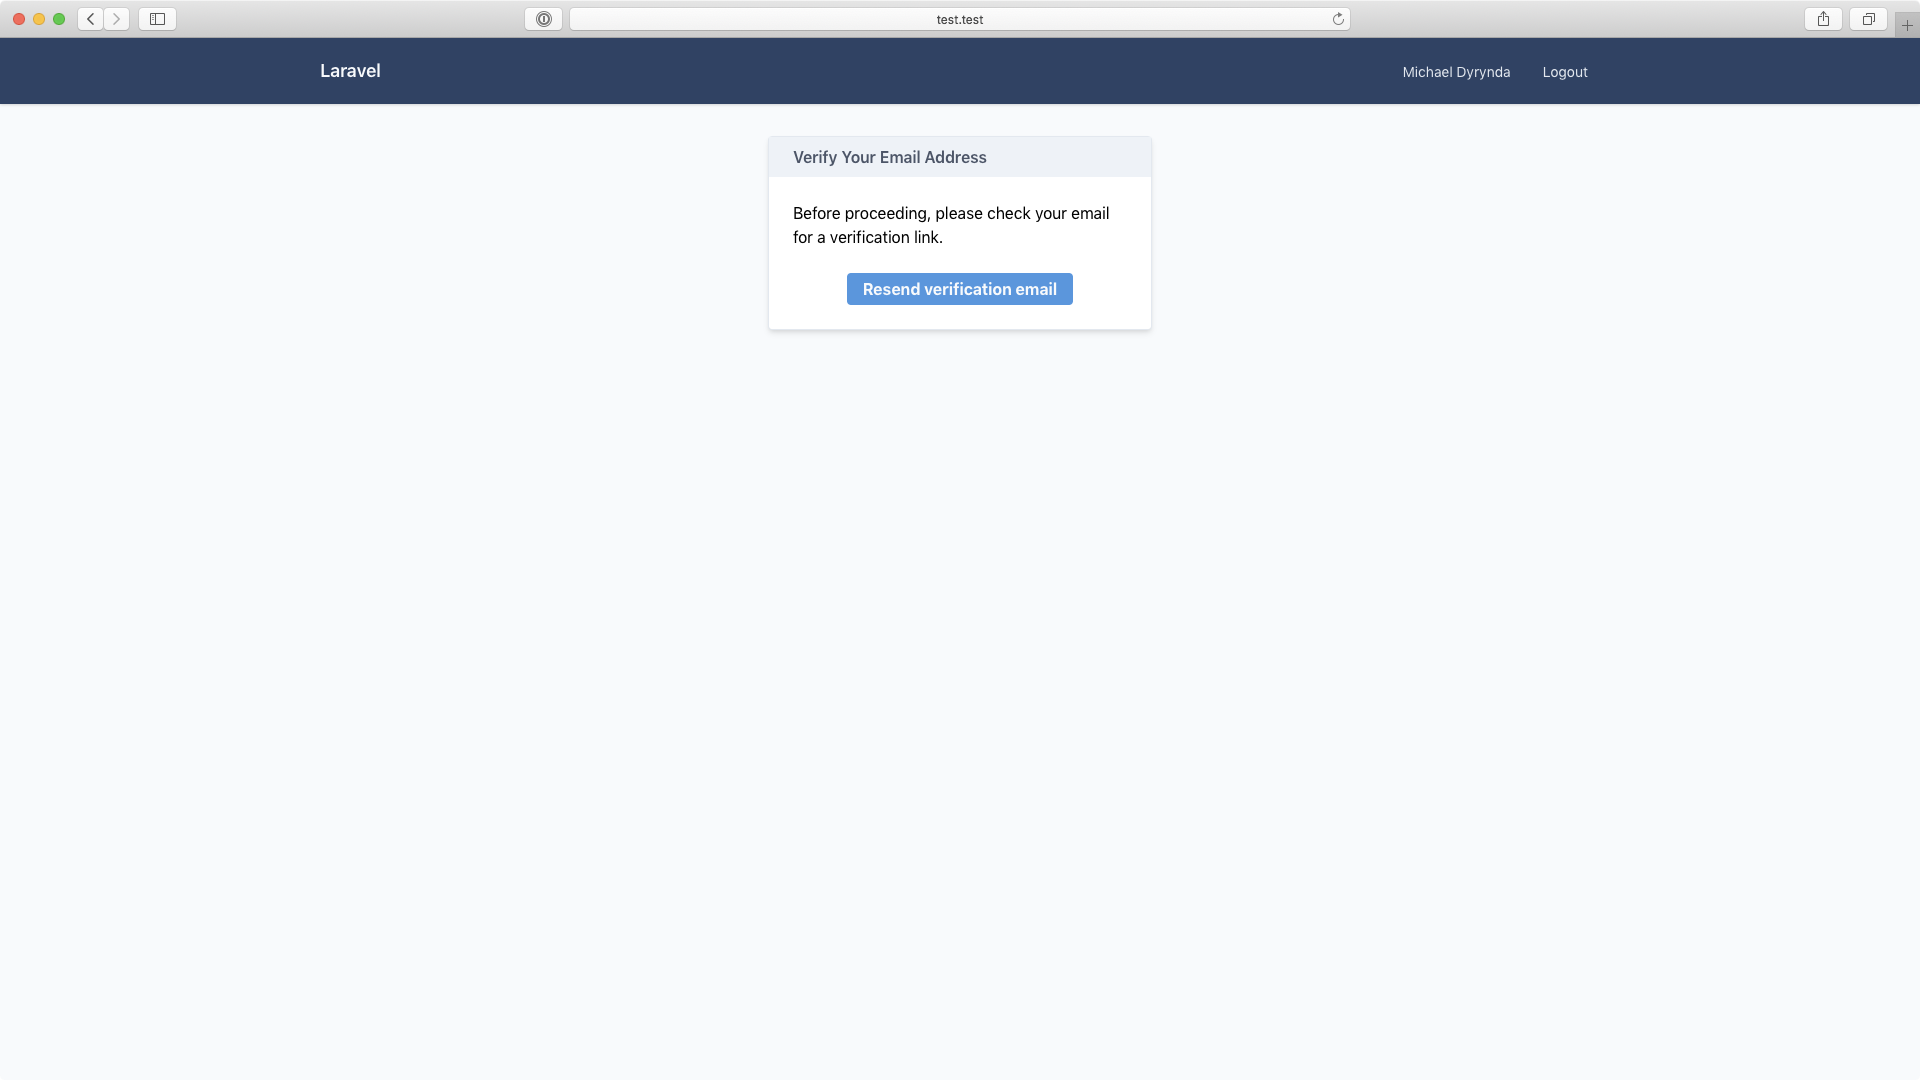 test.test
Laravel
Michael Dyrynda
Logout
Verify Your Email Address
Before proceeding, please check your email
for a verification link.
Resend verification email